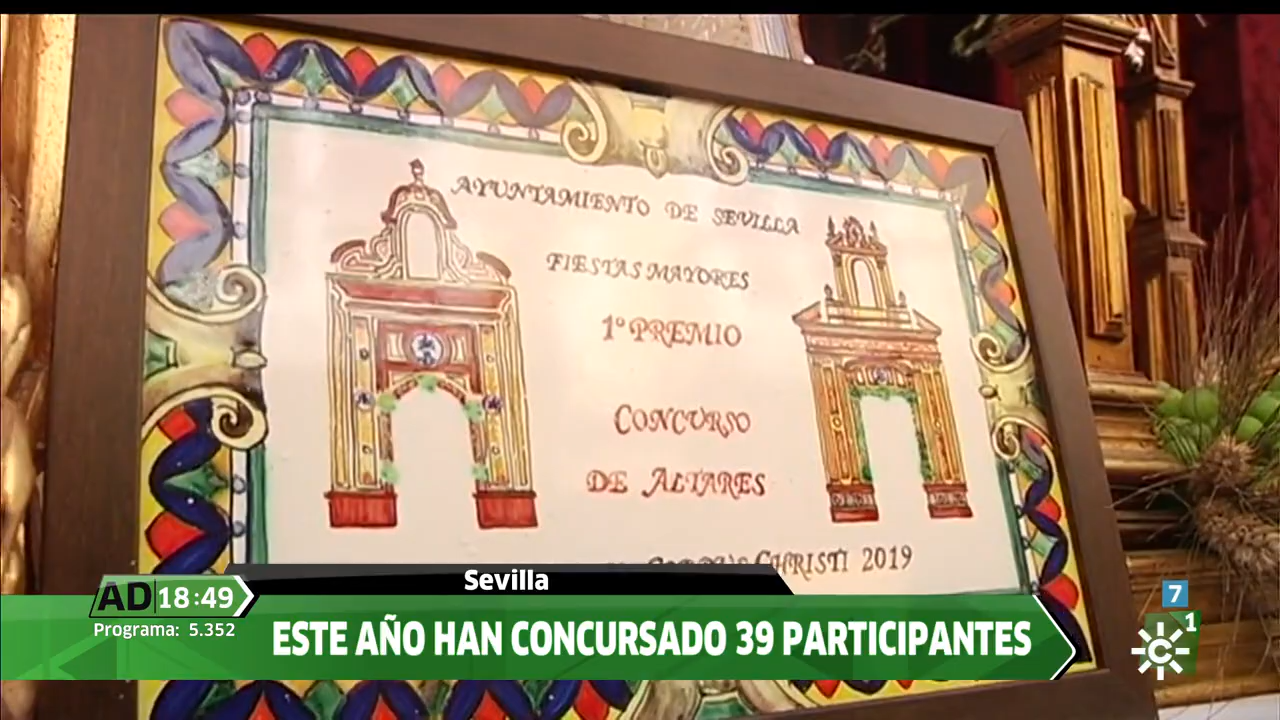 AYUNTAMIENTO DE SEVILLA
FIESTAS MAYORES
1º PREMIO
CONCURSO
DE ALTARES
CORPUS CHRISTI 2019
Sevilla
AD 18:49
Programa: 5.352
ESTE AÑO HAN CONCURSADO 39 PARTICIPANTES
7
1